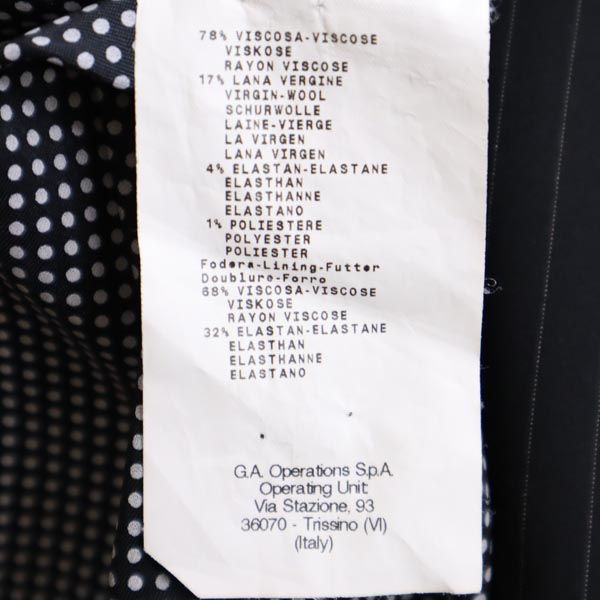 78% VISCOSA-VISCOSE
VISKOSE
RAYON VISCOSE
17% LANA VERGINE
VIRGIN-WOOL
SCHURWOLLE
LAINE-VIERGE
LA VIRGEN
LANA VIRGEN
4% ELASTAN-ELASTANE
ELASTHAN
ELASTHANNE
ELASTANO
1% POLIESTERE
POLYESTER
POLIESTER
Fodera-Lining-Futter
Doublure-Forro
68% VISCOSA-VISCOSE
VISKOSE
RAYON VISCOSE
32% ELASTAN-ELASTANE
ELASTHAN
ELASTHANNE
ELASTANO
G.A. Operations S.p.A.
Operating Unit:
Via Stazione, 93
36070 - Trissino (VI)
(Italy)